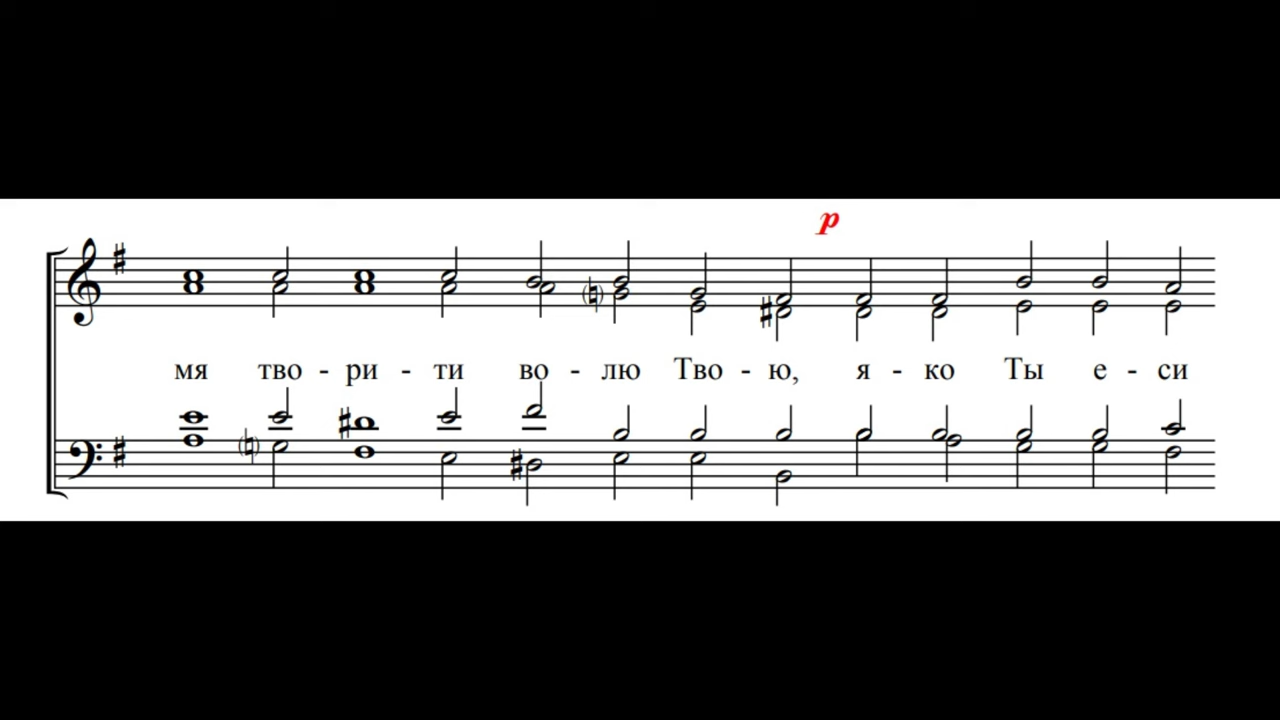 p
мя тво - ри - ти во - лю Тво - ю, я - ко Ты е - си